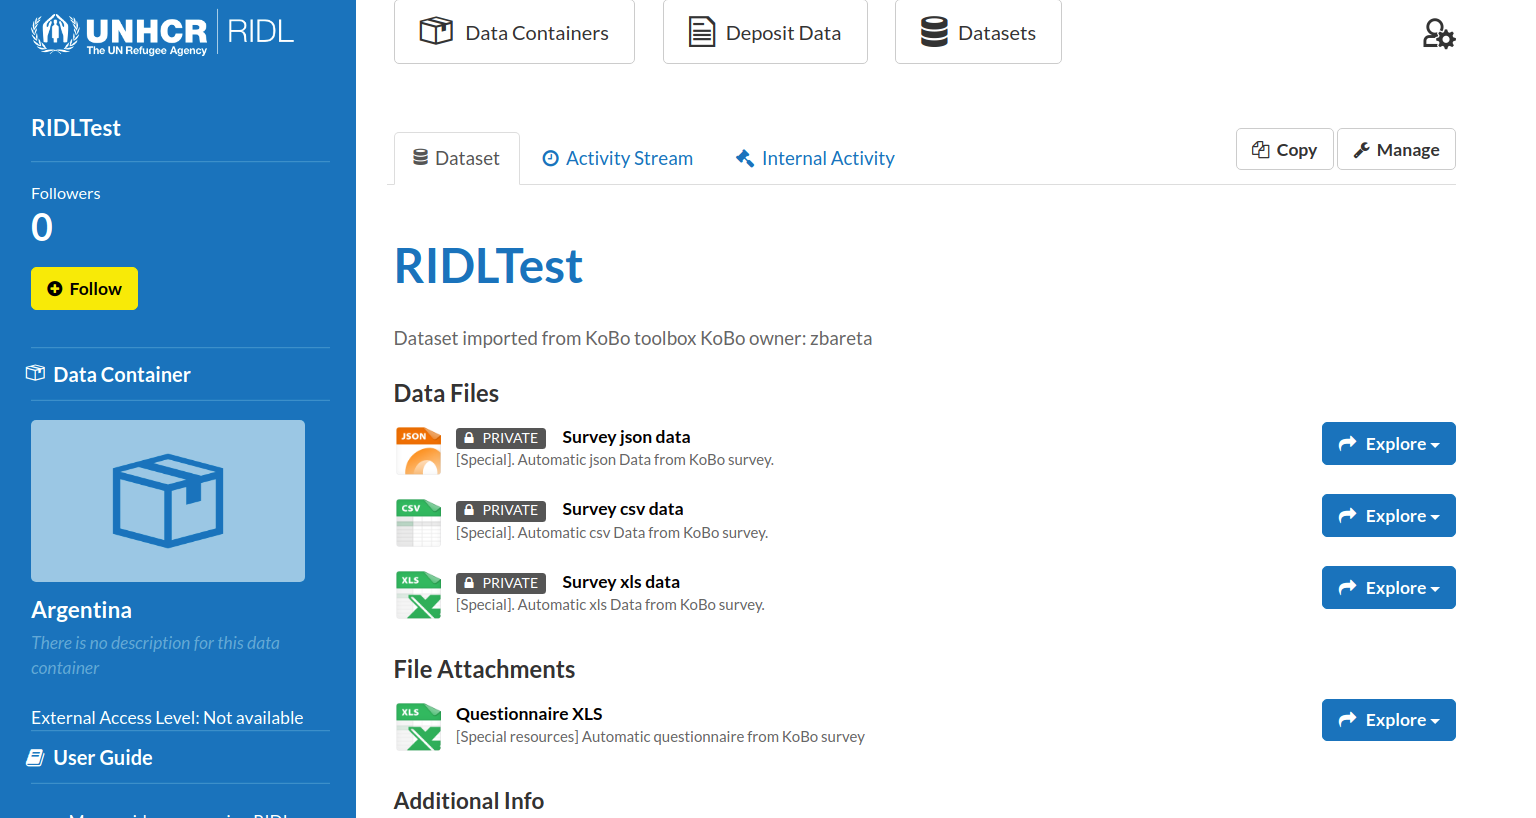 UNHCR
The UN Refugee Agency
RIDL
Data Containers
Deposit Data
Datasets
RIDLTest
Followers
0
Follow
Data Container
Argentina
There is no description for this data
container
External Access Level: Not available
User Guide
Dataset
Activity Stream
Internal Activity
Copy
Manage
RIDLTest
Dataset imported from KoBo toolbox KoBo owner: zbareta
Data Files
JSON
PRIVATE Survey json data
[Special]. Automatic json Data from KoBo survey.
Explore
CSV
PRIVATE Survey csv data
[Special]. Automatic csv Data from KoBo survey.
Explore
XLS
PRIVATE Survey xls data
[Special]. Automatic xls Data from KoBo survey.
Explore
File Attachments
XLS
Questionnaire XLS
[Special resources] Automatic questionnaire from KoBo survey
Explore
Additional Info